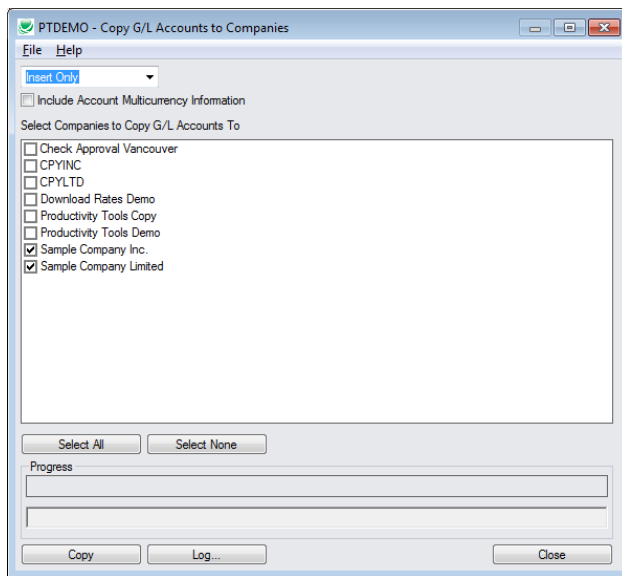 PTDEMO - Copy G/L Accounts to Companies
File Help
Insert Only
Include Account Multicurrency Information
Select Companies to Copy G/L Accounts To
Check Approval Vancouver
CPYINC
CPYLTD
Download Rates Demo
Productivity Tools Copy
Productivity Tools Demo
Sample Company Inc.
Sample Company Limited
Select All Select None
Progress
Copy Log... Close